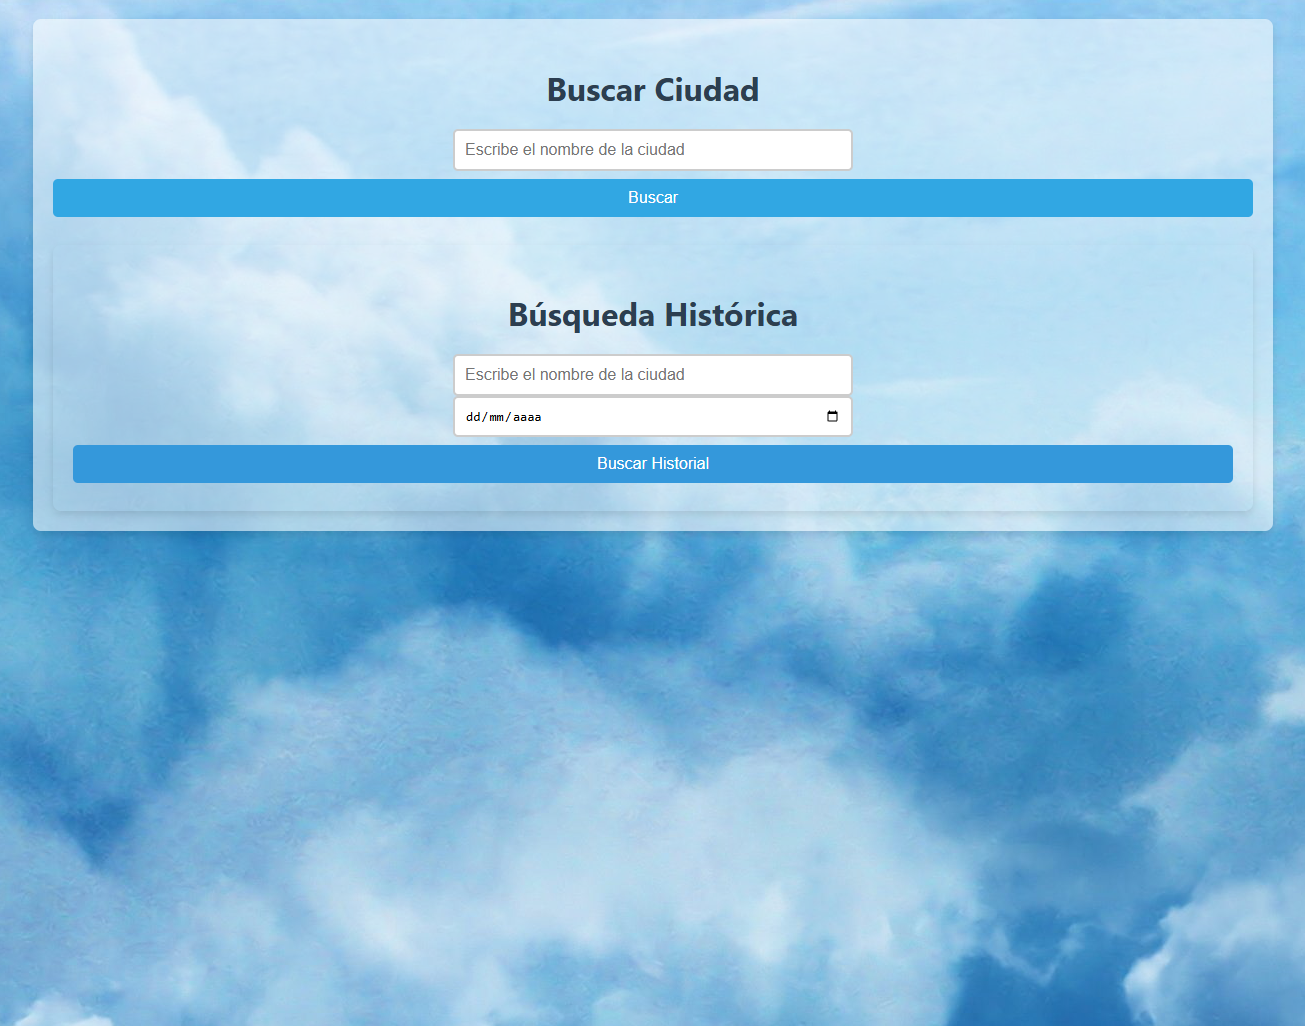 Buscar Ciudad
Escribe el nombre de la ciudad
Buscar
Búsqueda Histórica
Escribe el nombre de la ciudad
dd/mm/aaaa
Buscar Historial